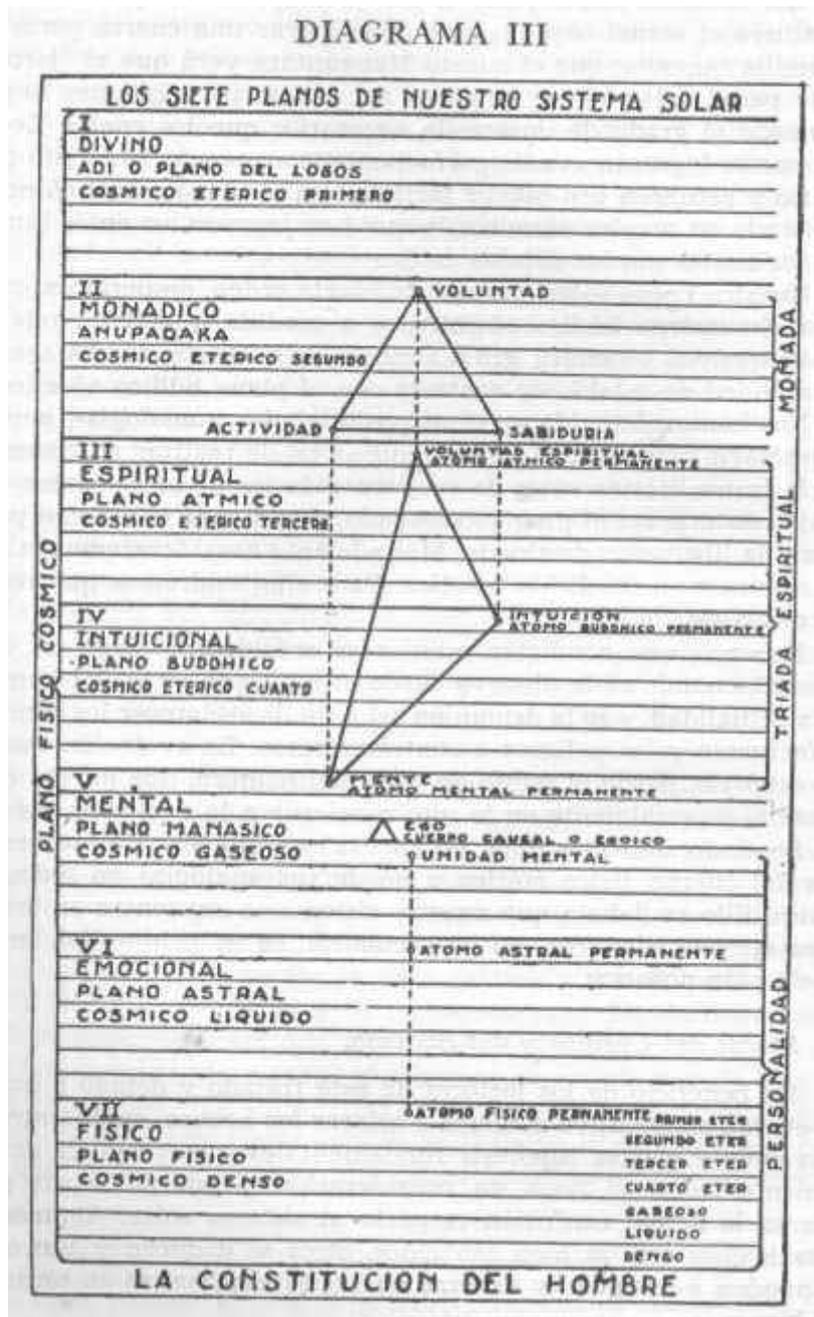 DIAGRAMA III
LOS SIETE PLANOS DE NUESTRO SISTEMA SOLAR
I
DIVINO
ADI O PLANO DEL LOGOS
COSMICO ETERICO PRIMERO
II
VOLUNTAD
MONADICO
ANUPADAKA
COSMICO ETERICO SEGUNDO
ACTIVIDAD
SABIDURIA
MONADA
III
VOLUNTAD ESPIRITUAL
ATOMO ATMICO PERMANENTE
ESPIRITUAL
PLANO ATMICO
COSMICO ETERICO TERCERO
IV
INTUICION
ATOMO BUDDHICO PERMANENTE
INTUICIONAL
PLANO BUDDHICO
COSMICO ETERICO CUARTO
TRIADA ESPIRITUAL
PLANO FISICO COSMICO
V
MENTE
ATOMO MENTAL PERMANENTE
MENTAL
PLANO MANASICO
EGO
CUERPO CAUSAL O EGOICO
COSMICO GASEOSO
UNIDAD MENTAL
VI
ATOMO ASTRAL PERMANENTE
EMOCIONAL
PLANO ASTRAL
COSMICO LIQUIDO
PERSONALIDAD
VII
ATOMO FISICO PERMANENTE PRIMER ETER
FISICO
SEGUNDO ETER
PLANO FISICO
TERCER ETER
COSMICO DENSO
CUARTO ETER
GASEOSO
LIQUIDO
DENSO
LA CONSTITUCION DEL HOMBRE